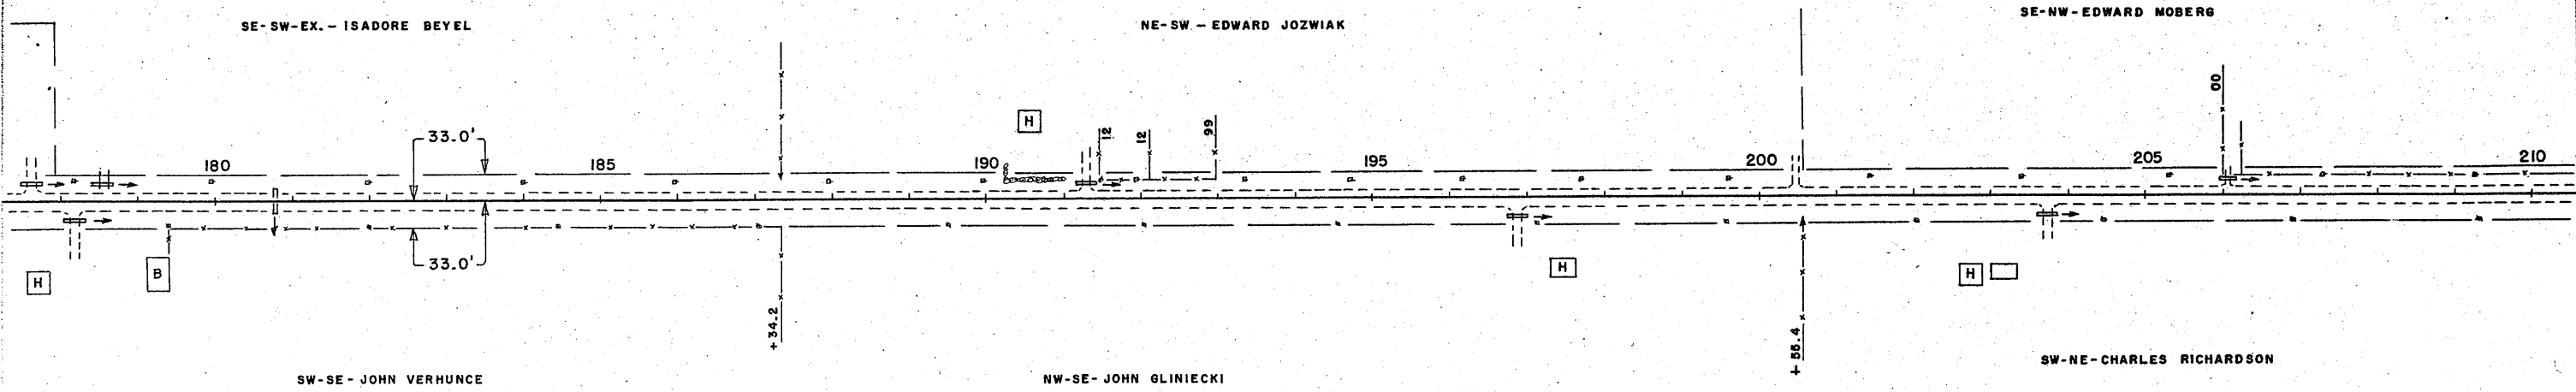 SE-SW-EX.-ISADORE BEYEL
NE-SW.-EDWARD JOZWIAK
SE-NW-EDWARD MOBERG
00
H
12
12
99
33.0'
180
185
190
195
200
205
210
33.0'
H
B
H
H
+34.2
+55.4
SW-SE-JOHN VERHUNCE
NW-SE-JOHN GLINIECKI
SW-NE-CHARLES RICHARDSON